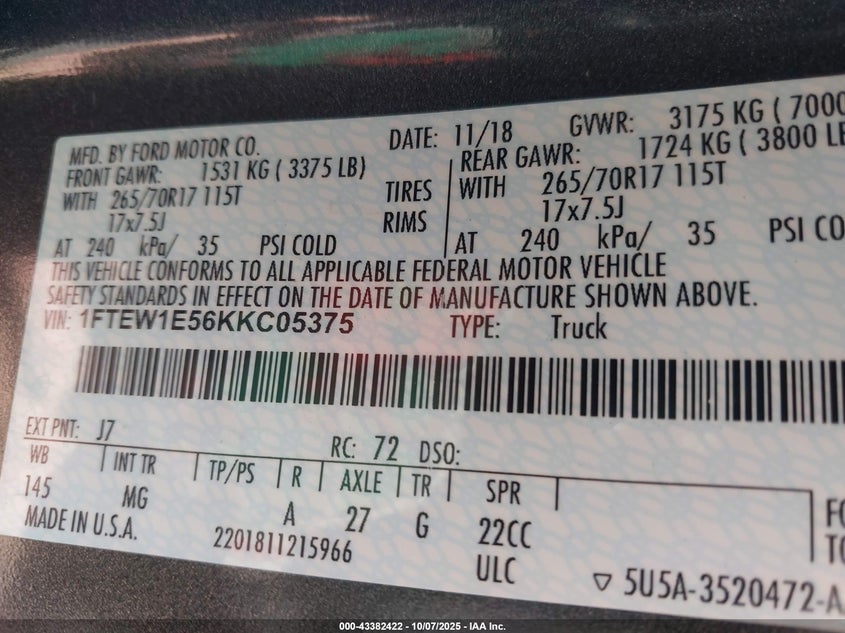 MFD. BY FORD MOTOR CO. DATE: 11/18 GVWR: 3175 KG ( 7000
FRONT GAWR: 1531 KG ( 3375 LB) REAR GAWR: 1724 KG ( 3800 LB
WITH 265/70R17 115T TIRES WITH 265/70R17 115T
17x7.5J RIMS 17x7.5J
AT 240 kPa/ 35 PSI COLD AT 240 kPa/ 35 PSI CO
THIS VEHICLE CONFORMS TO ALL APPLICABLE FEDERAL MOTOR VEHICLE
SAFETY STANDARDS IN EFFECT ON THE DATE OF MANUFACTURE SHOWN ABOVE.
VIN: 1FTEW1E56KKC05375 TYPE: Truck
EXT PNT: J7 RC: 72 DSO:
WB INT TR TP/PS R AXLE TR SPR
145 MG A 27 G 22CC
MADE IN U.S.A. 2201811215966 ULC
FO
TO
▽ 5U5A-3520472-A
000-43382422 - 10/07/2025 - IAA Inc.